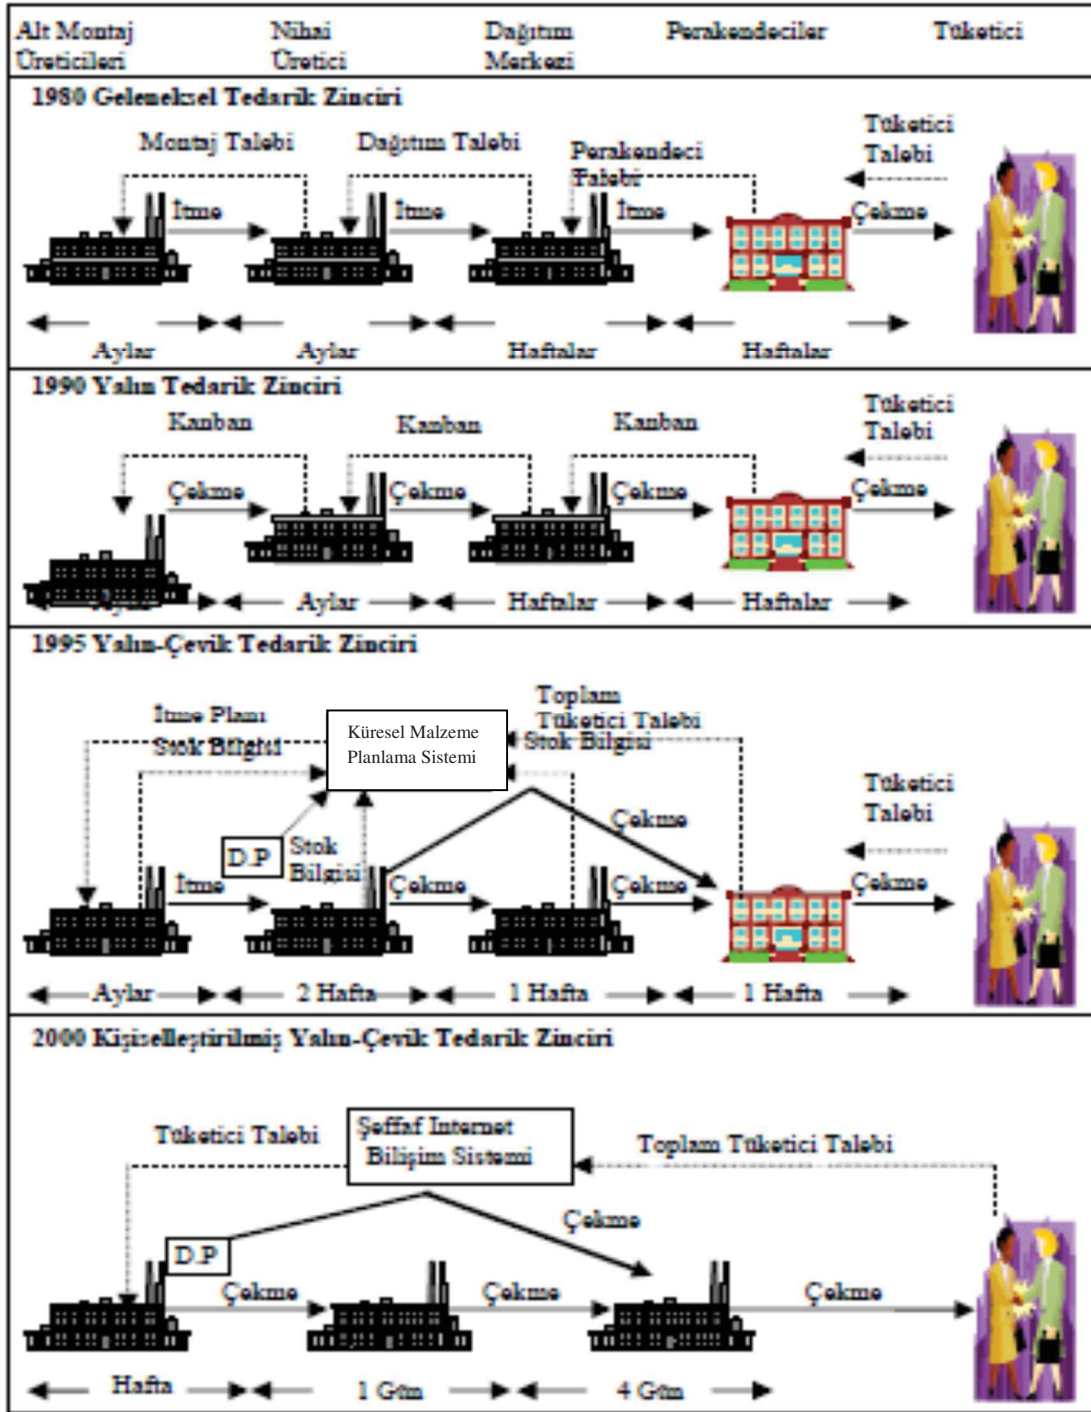 Alt Montaj Üreticileri
Nihai Üretici
Dağıtım Merkezi
Perakendeciler
Tüketici
1980 Geleneksel Tedarik Zinciri
Montaj Talebi
Dağıtım Talebi
Perakendeci
Talebi
Tüketici
Talebi
İtme
İtme
İtme
Çekme
Aylar
Aylar
Haftalar
Haftalar
1990 Yalın Tedarik Zinciri
Kanban
Kanban
Kanban
Tüketici
Talebi
Çekme
Çekme
Çekme
Çekme
Aylar
Aylar
Haftalar
Haftalar
1995 Yalın-Çevik Tedarik Zinciri
İtme Planı
Stok Bilgisi
Küresel Malzeme
Planlama Sistemi
Toplam
Tüketici Talebi
Stok Bilgisi
Tüketici
Talebi
Çekme
D.P
Stok
Bilgisi
İtme
Çekme
Çekme
Çekme
Aylar
2 Hafta
1 Hafta
1 Hafta
2000 Kişiselleştirilmiş Yalın-Çevik Tedarik Zinciri
Tüketici Talebi
Şeffaf Internet
Bilişim Sistemi
Toplam Tüketici Talebi
Çekme
D.P
Çekme
Çekme
Çekme
Hafta
1 Gün
4 Gün